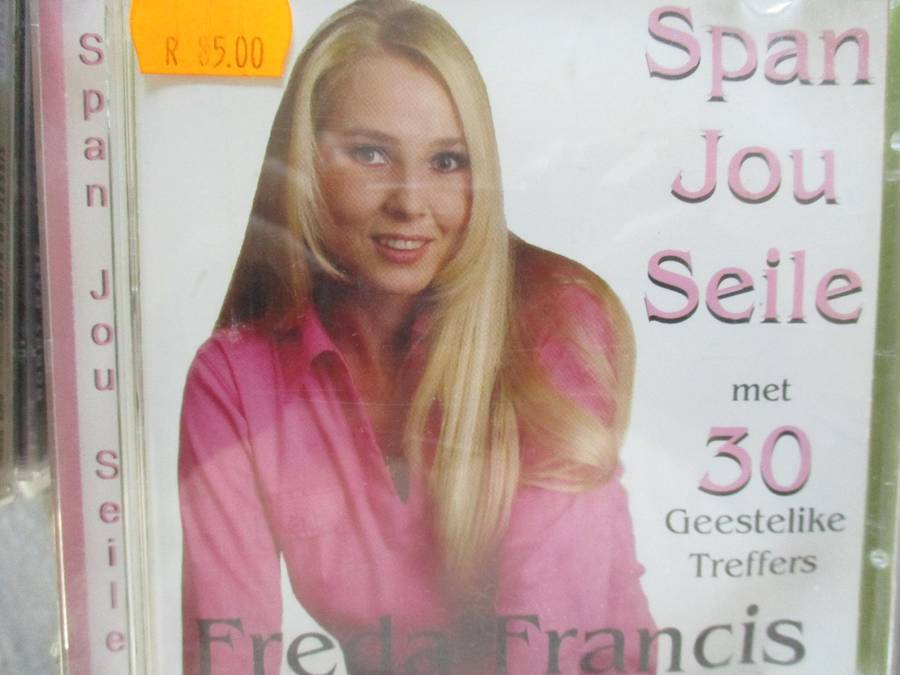 R 85.00
Span Jou Seile
Span
Jou
Seile
met
30
Geestelike
Treffers
Freda Francis